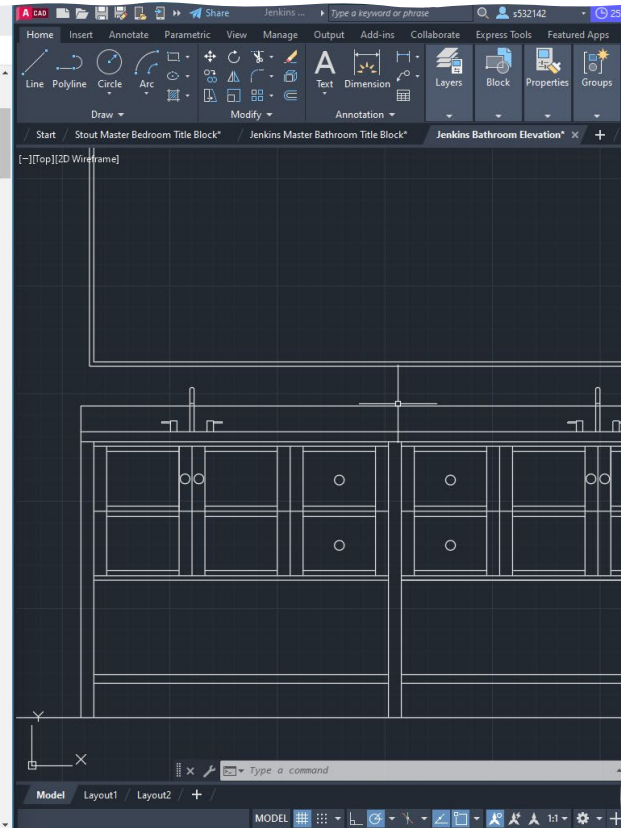 A CAD Share Jenkins ... Type a keyword or phrase s532142 25
Home Insert Annotate Parametric View Manage Output Add-ins Collaborate Express Tools Featured Apps
Line Polyline Circle Arc Text Dimension Layers Block Properties Groups
Draw Modify Annotation
Start / Stout Master Bedroom Title Block* / Jenkins Master Bathroom Title Block* Jenkins Bathroom Elevation* × +
[−][Top][2D Wireframe]
Y
X
Type a command
Model Layout1 / Layout2 / +
MODEL 1:1